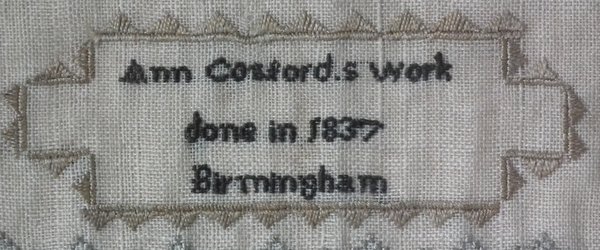 Ann Cosford.s work
done in 1837
Birmingham